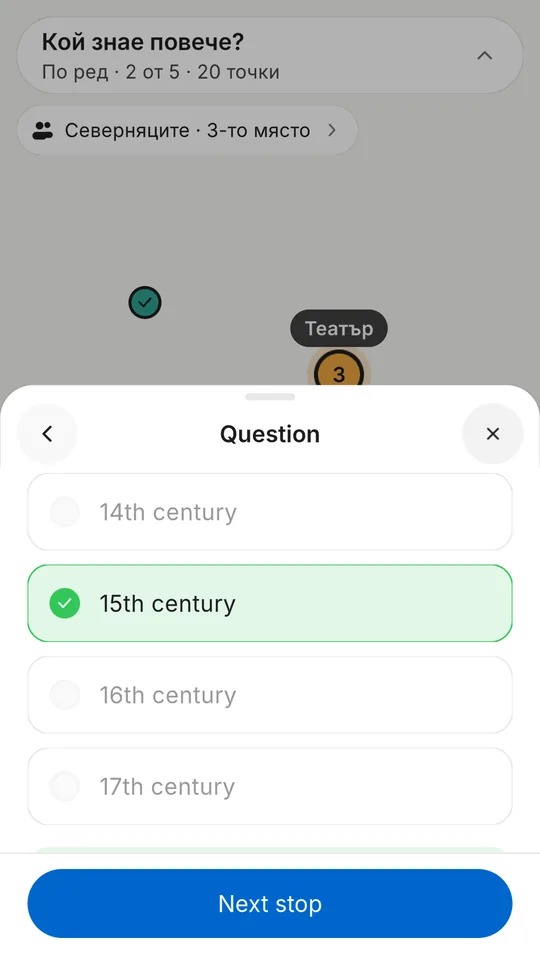 Кой знае повече?
По ред · 2 от 5 · 20 точки
Северняците · 3-то място
Театър
3
Question
14th century
15th century
16th century
17th century
Next stop